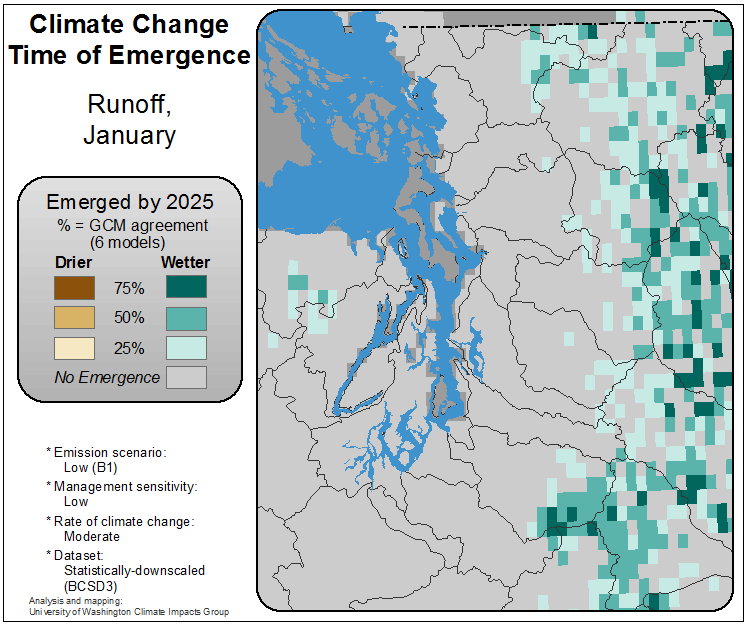 Climate Change
Time of Emergence
Runoff,
January
Emerged by 2025
% = GCM agreement
(6 models)
Drier Wetter
75%
50%
25%
No Emergence
* Emission scenario:
Low (B1)
* Management sensitivity:
Low
* Rate of climate change:
Moderate
* Dataset:
Statistically-downscaled
(BCSD3)
Analysis and mapping:
University of Washington Climate Impacts Group